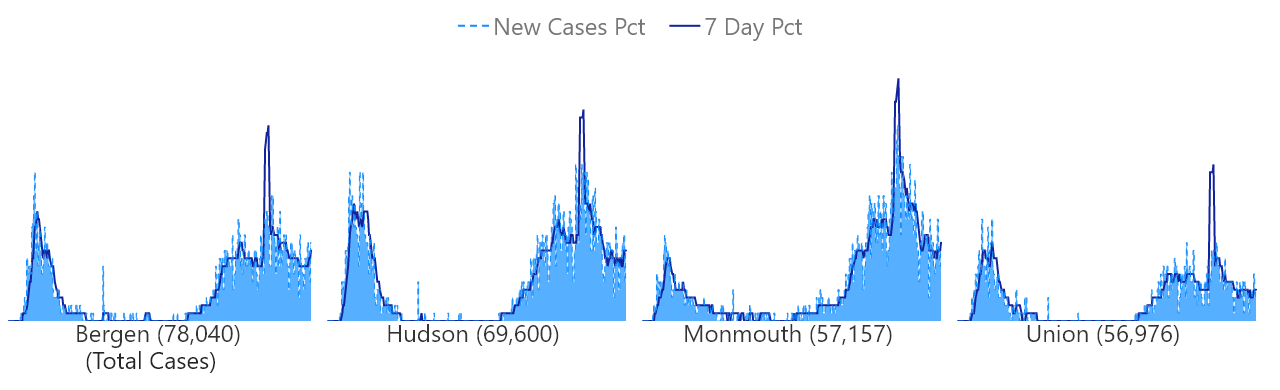 New Cases Pct 7 Day Pct
Bergen (78,040) Hudson (69,600) Monmouth (57,157) Union (56,976)
(Total Cases)